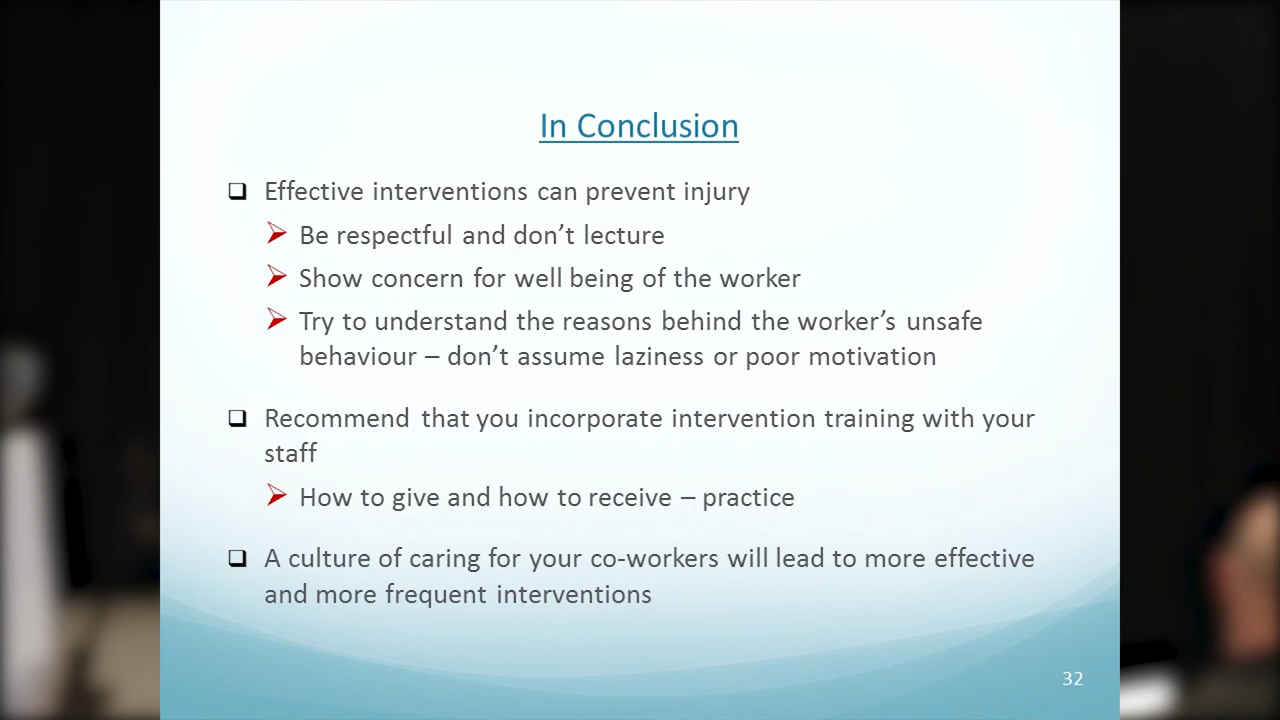 In Conclusion
Effective interventions can prevent injury
Be respectful and don’t lecture
Show concern for well being of the worker
Try to understand the reasons behind the worker’s unsafe
behaviour – don’t assume laziness or poor motivation
Recommend that you incorporate intervention training with your
staff
How to give and how to receive – practice
A culture of caring for your co-workers will lead to more effective
and more frequent interventions
32